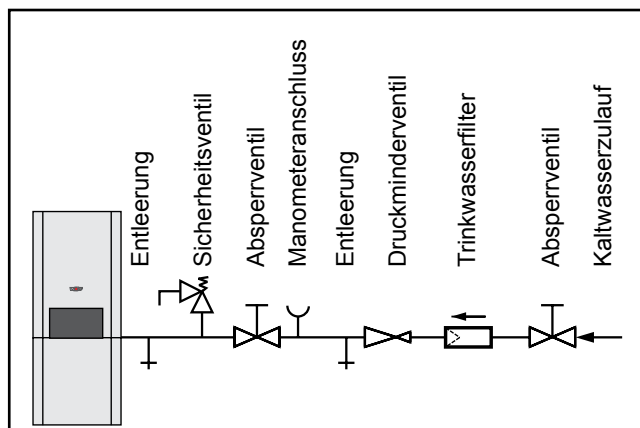 Entleerung
Sicherheitsventil
Absperrventil
Manometeranschluss
Entleerung
Druckminderventil
Trinkwasserfilter
Absperrventil
Kaltwasserzulauf